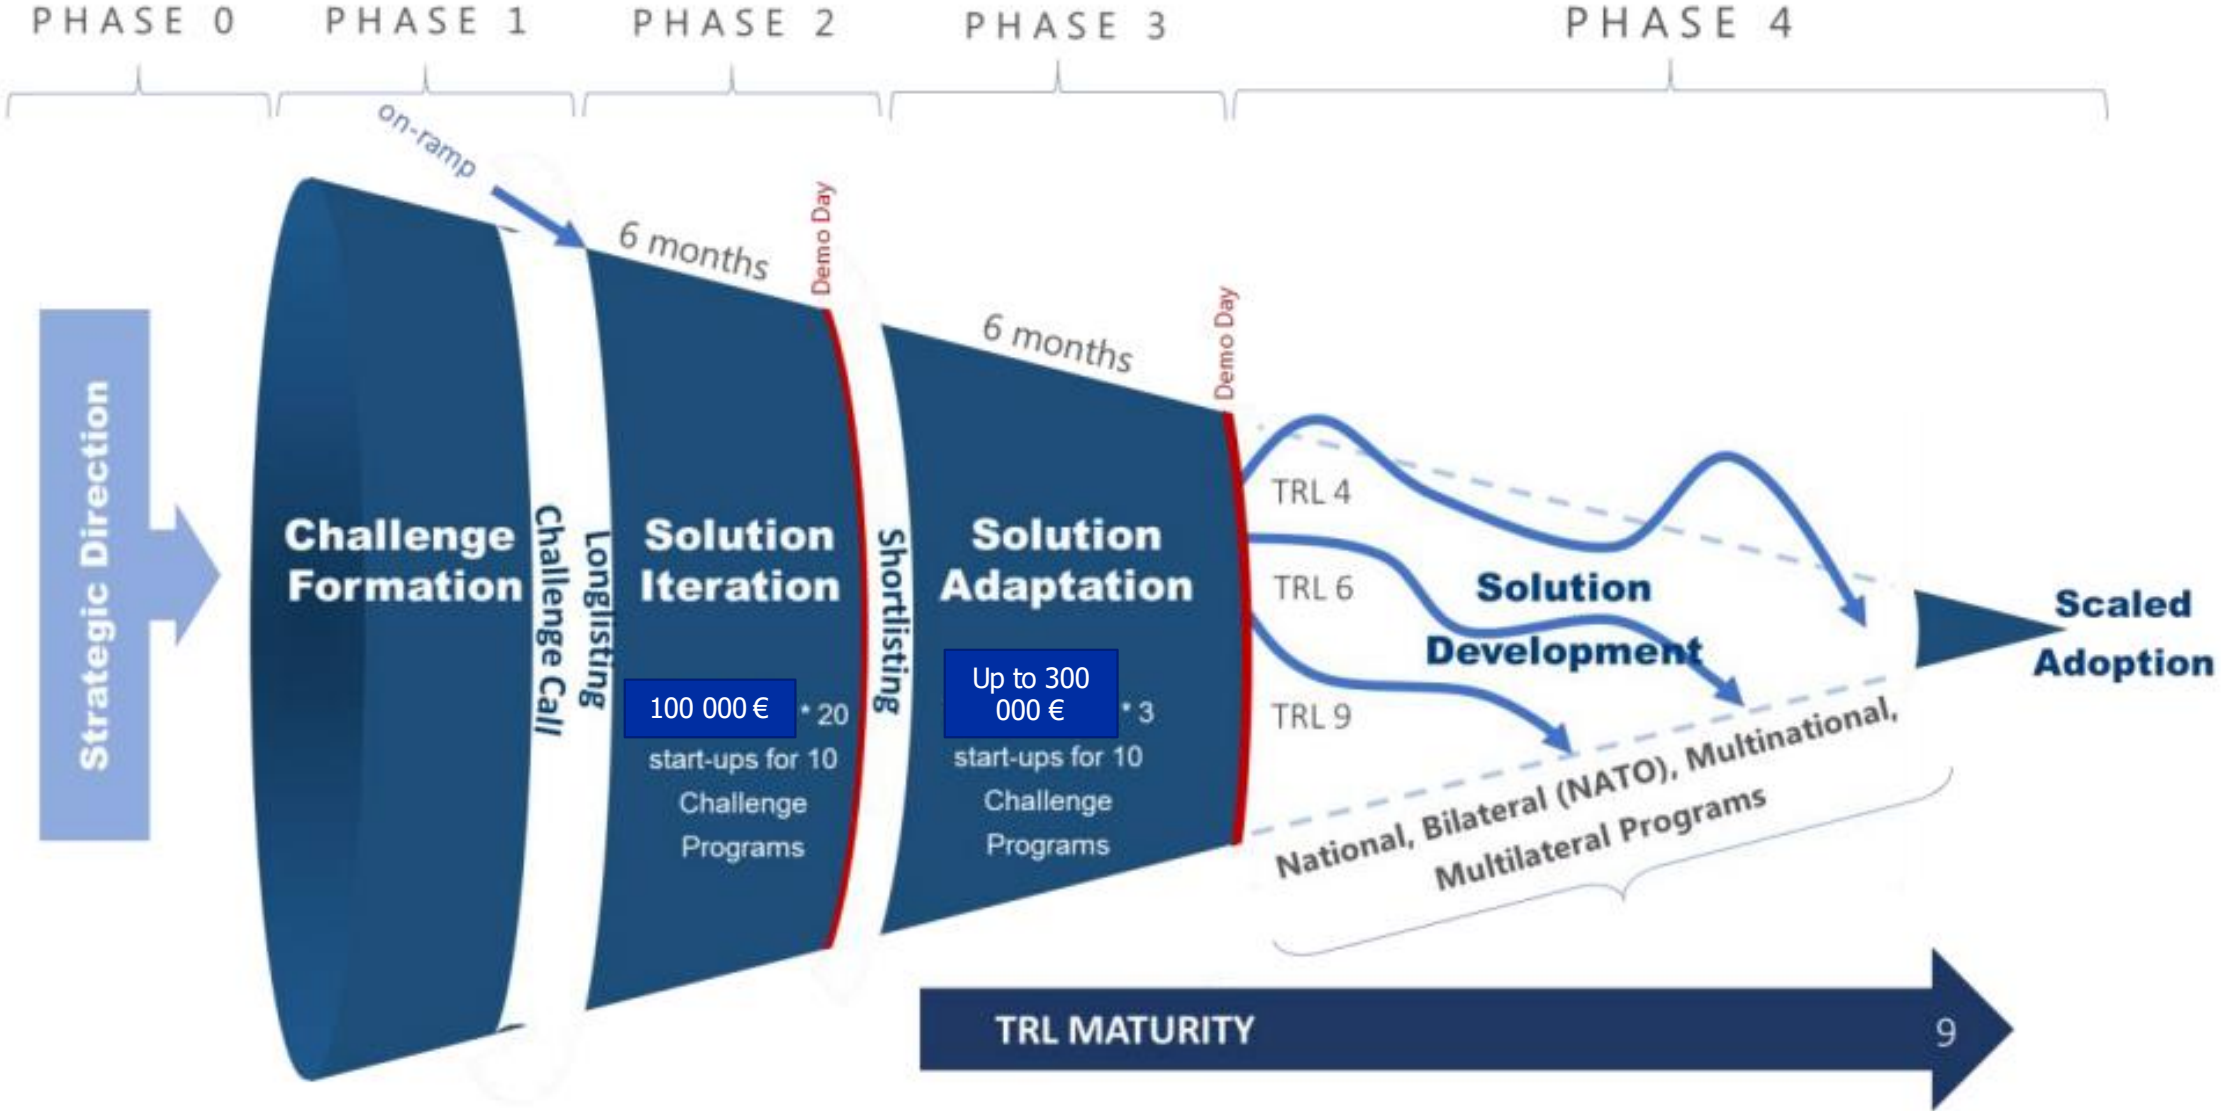 PHASE 0
PHASE 1
PHASE 2
PHASE 3
PHASE 4
on-ramp
6 months
Demo Day
6 months
Demo Day
Strategic Direction
Challenge
Formation
Challenge Call
Longlisting
Solution
Iteration
100 000 €
* 20
start-ups for 10
Challenge
Programs
Shortlisting
Solution
Adaptation
Up to 300
000 €
* 3
start-ups for 10
Challenge
Programs
TRL 4
TRL 6
TRL 9
Solution
Development
Scaled
Adoption
National, Bilateral (NATO), Multinational,
Multilateral Programs
TRL MATURITY
9